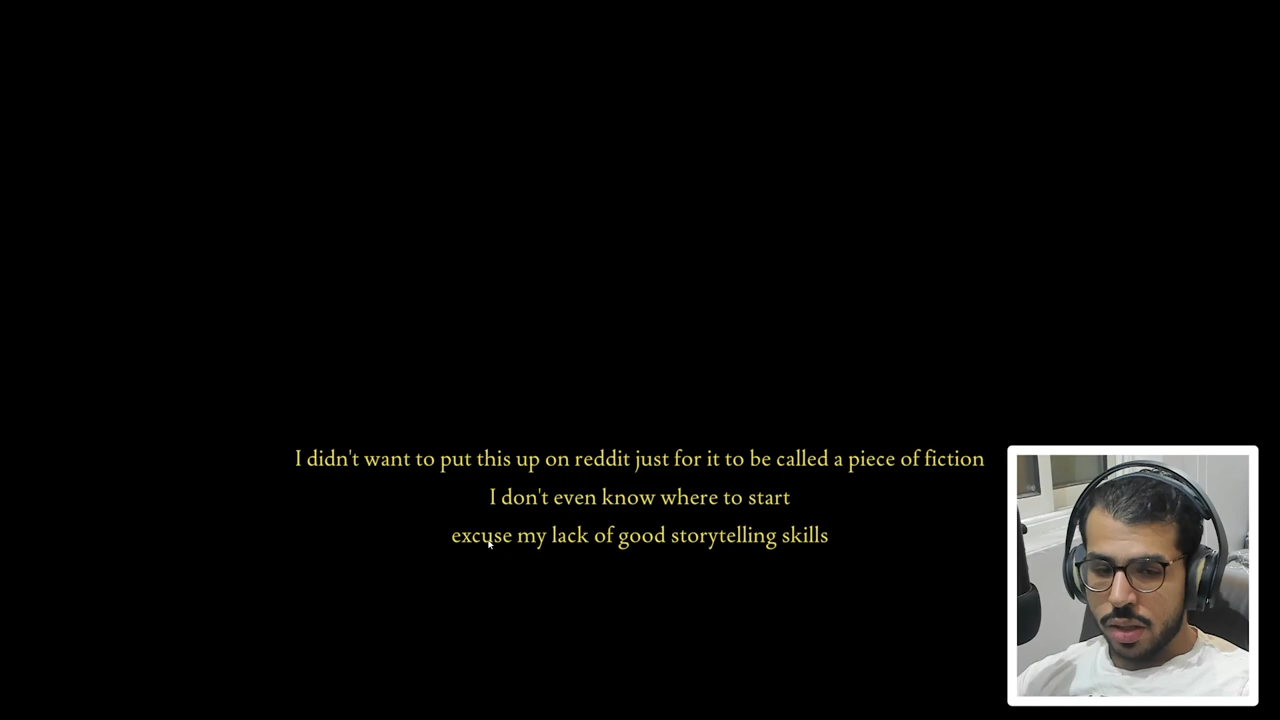 I didn't want to put this up on reddit just for it to be called a piece of fiction
I don't even know where to start
excuse my lack of good storytelling skills